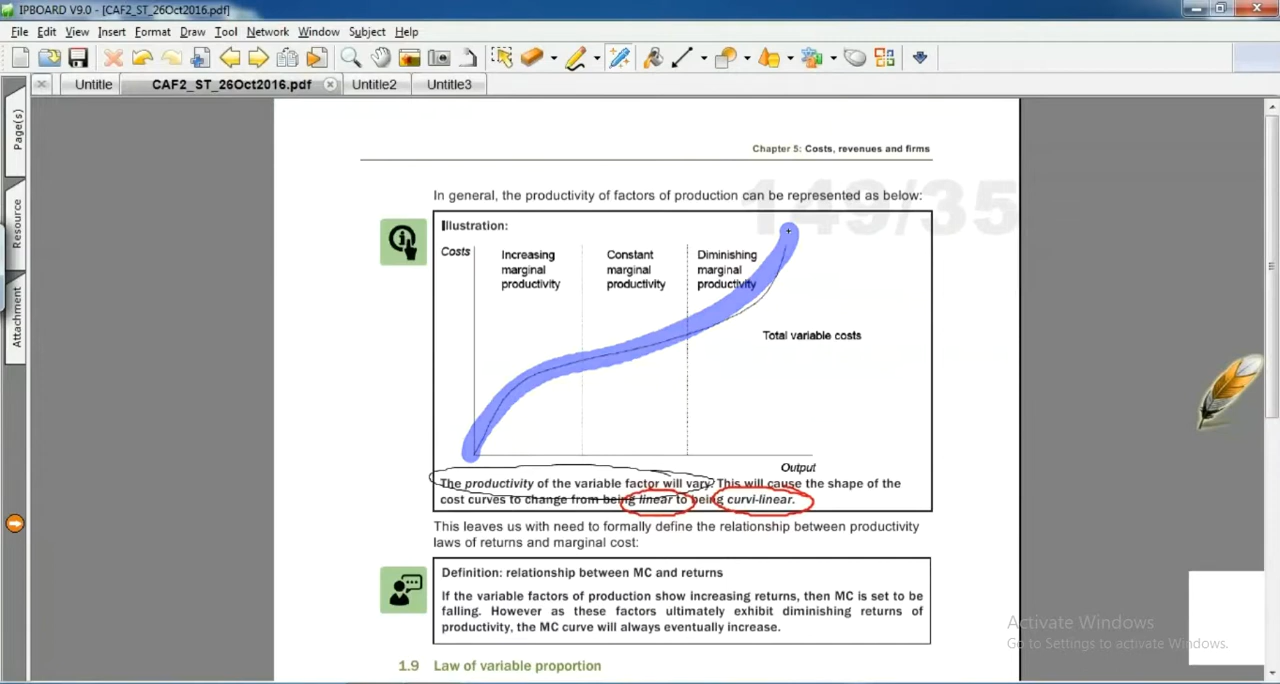 IPBOARD V9.0 - [CAF2_ST_26Oct2016.pdf]
File Edit View Insert Format Draw Tool Network Window Subject Help
Untitle CAF2_ST_26Oct2016.pdf Untitle2 Untitle3
Page(s)
Resource
Attachment
Chapter 5: Costs, revenues and firms
149/35
In general, the productivity of factors of production can be represented as below:
Illustration:
Costs
Increasing marginal productivity
Constant marginal productivity
Diminishing marginal productivity
Total variable costs
Output
The productivity of the variable factor will vary. This will cause the shape of the
cost curves to change from being linear to being curvi-linear.
This leaves us with need to formally define the relationship between productivity
laws of returns and marginal cost:
Definition: relationship between MC and returns
If the variable factors of production show increasing returns, then MC is set to be
falling. However as these factors ultimately exhibit diminishing returns of
productivity, the MC curve will always eventually increase.
1.9 Law of variable proportion
Activate Windows
Go to Settings to activate Windows.